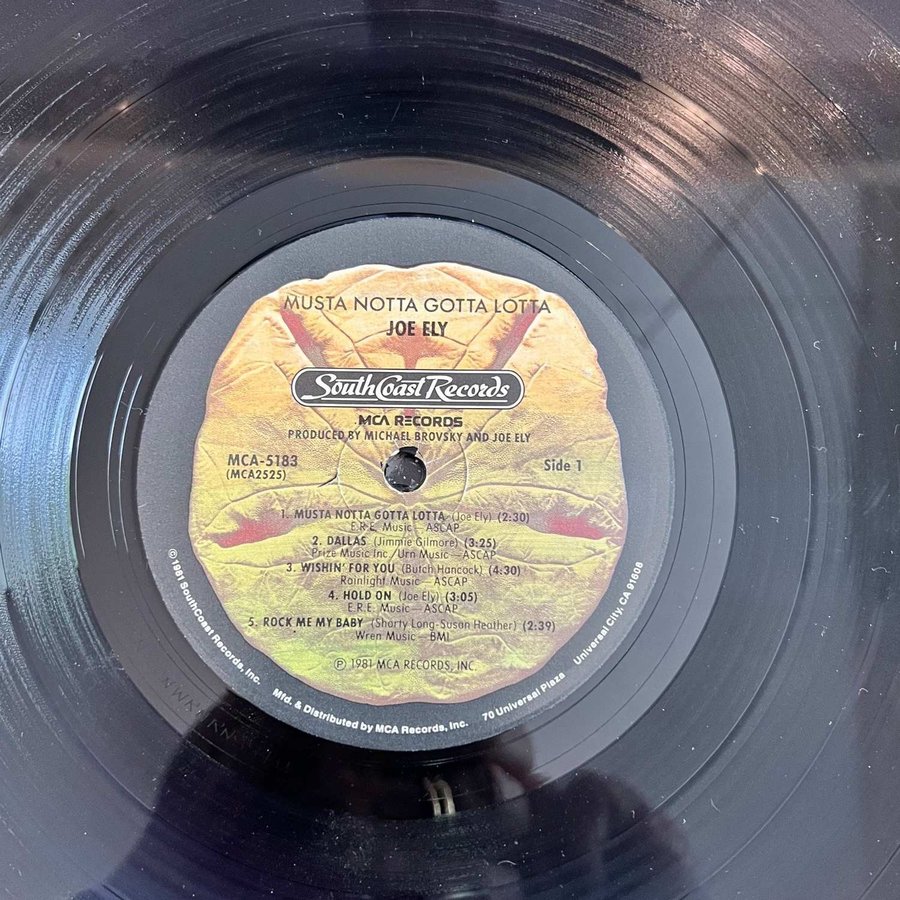 MUSTA NOTTA GOTTA LOTTA
JOE ELY
SouthCoast Records
MCA RECORDS
PRODUCED BY MICHAEL BROVSKY AND JOE ELY
MCA-5183
(MCA2525)
Side 1
1. MUSTA NOTTA GOTTA LOTTA (Joe Ely) (2:30)
E.R.E. Music—ASCAP
2. DALLAS (Jimmie Gilmore) (3:25)
Prize Music Inc./Urn Music—ASCAP
3. WISHIN' FOR YOU (Butch Hancock) (4:30)
Rainlight Music—ASCAP
4. HOLD ON (Joe Ely) (3:05)
E.R.E. Music—ASCAP
5. ROCK ME MY BABY (Shorty Long-Susan Heather) (2:39)
Wren Music—BMI
℗ 1981 MCA RECORDS, INC.
© 1981 SouthCoast Records, Inc. Mfd. & Distributed by MCA Records, Inc. 70 Universal Plaza Universal City, CA 91608